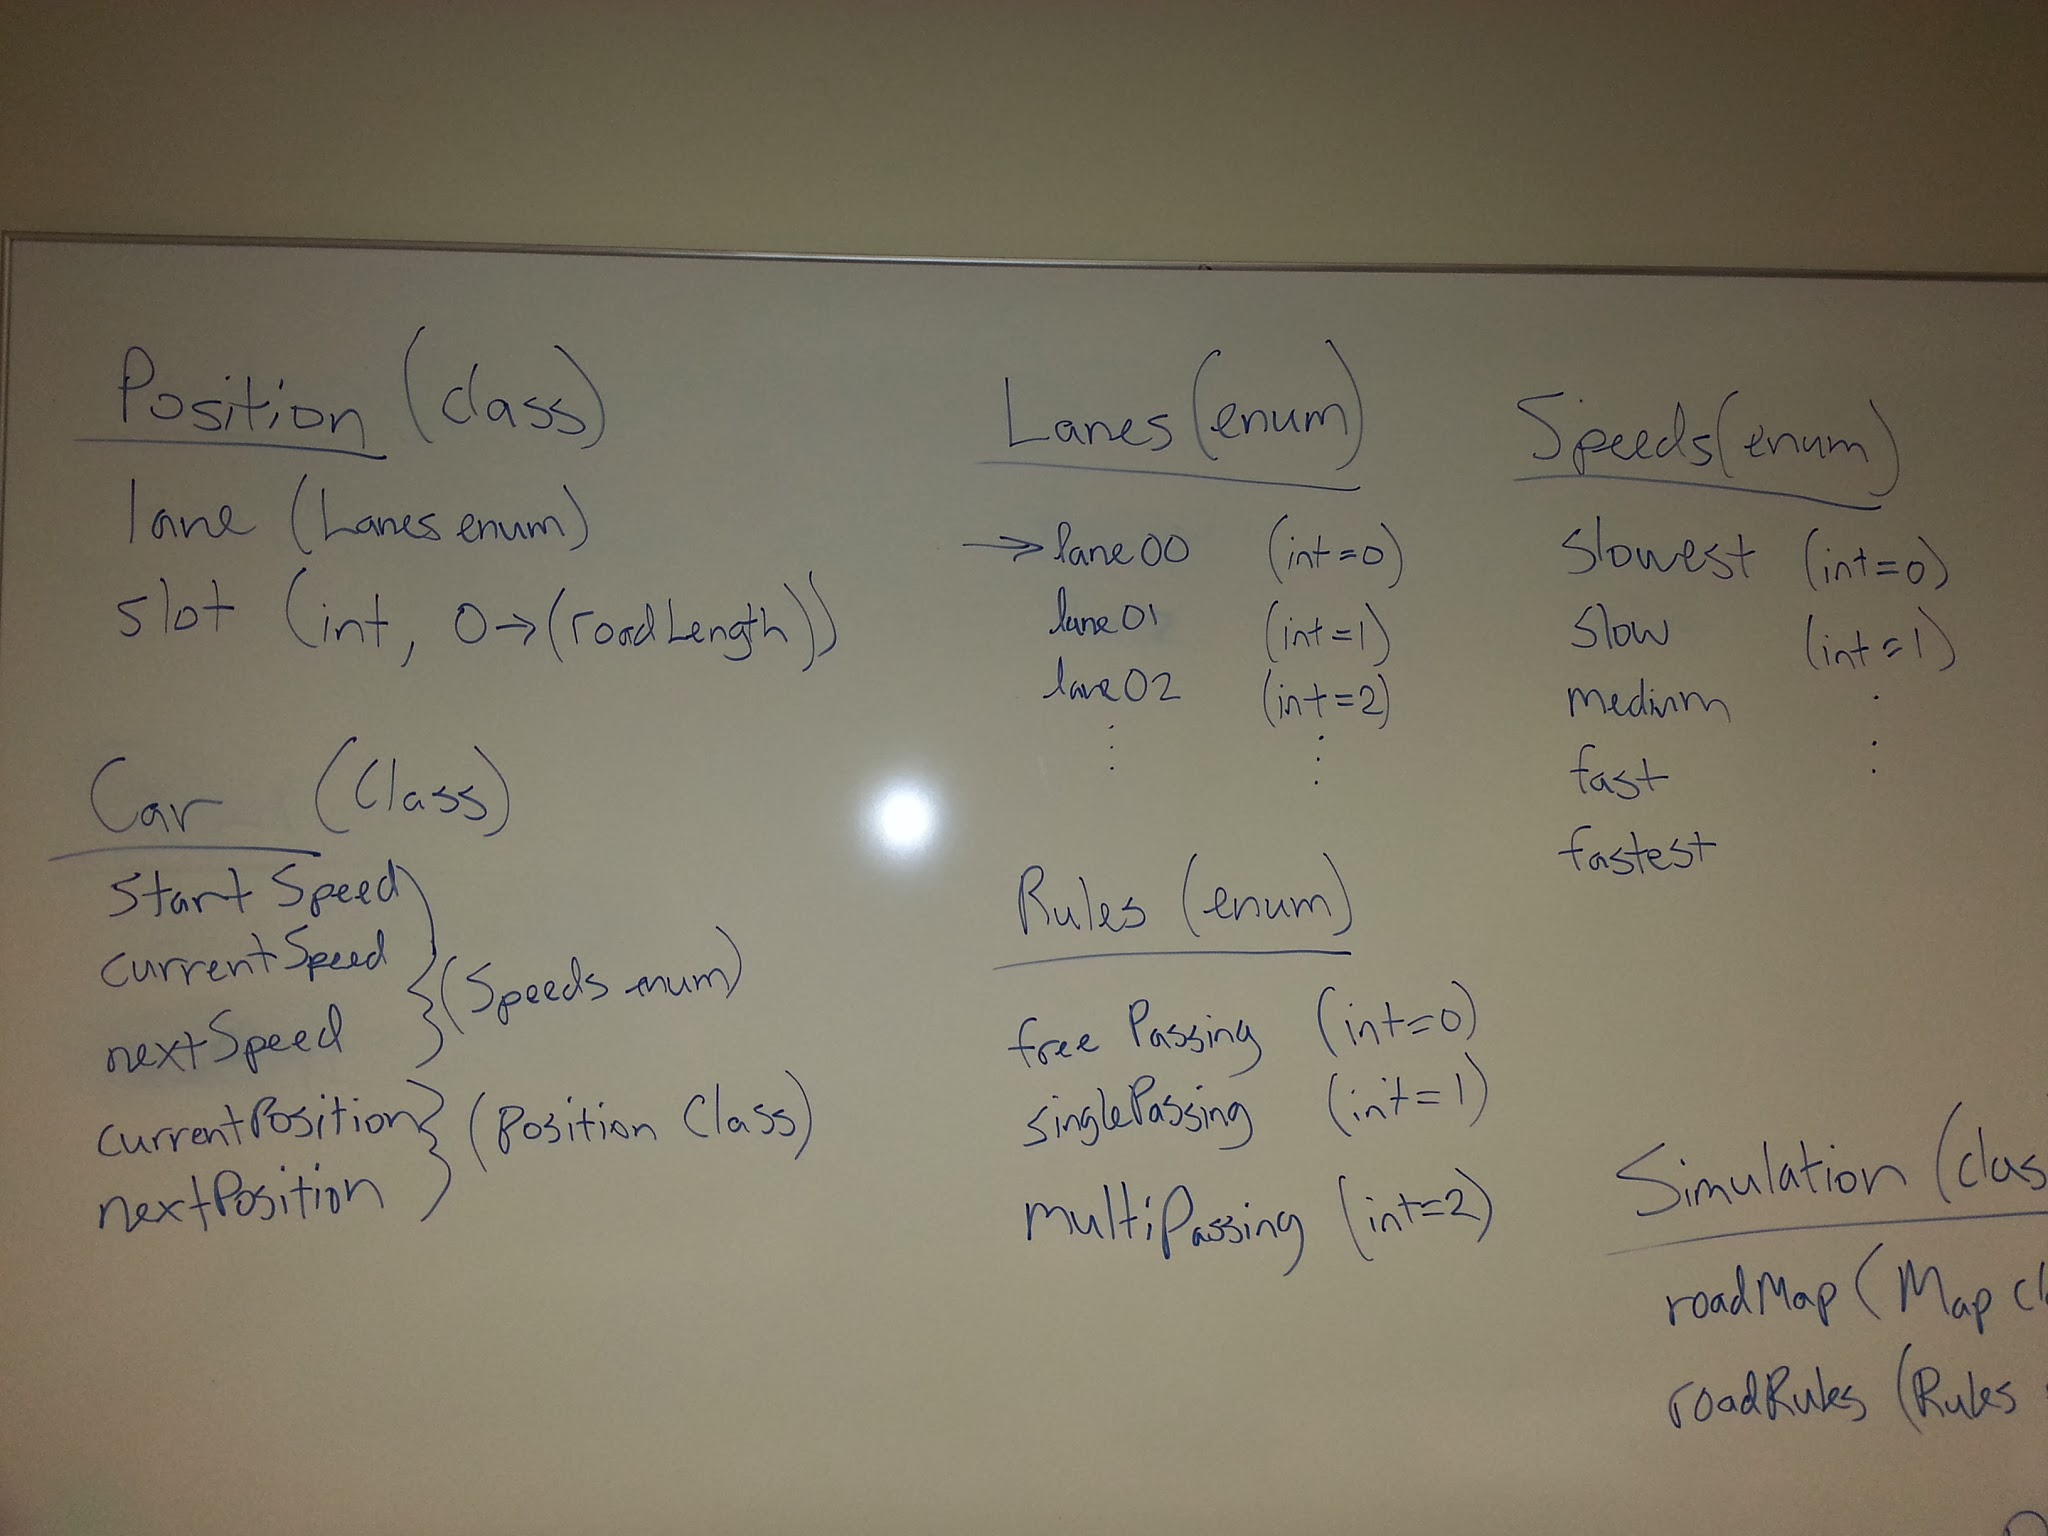 Position (class)
lane (Lanes enum)
slot (int, 0→(roadLength))
Car (Class)
startSpeed
currentSpeed
nextSpeed
} (Speeds enum)
currentPosition
nextPosition
} (Position Class)
Lanes (enum)
→ lane00 (int=0)
lane01 (int=1)
lane02 (int=2)
Rules (enum)
free Passing (int=0)
singlePassing (int=1)
multiPassing (int=2)
Speeds (enum)
slowest (int=0)
slow (int=1)
medium
fast
fastest
Simulation (clas
roadMap (Map cl
roadRules (Rules